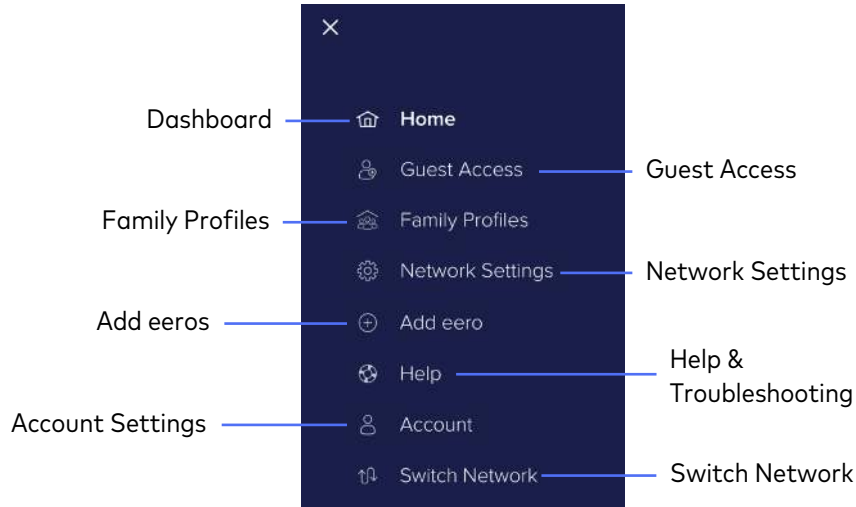 Dashboard
Home
Guest Access
Guest Access
Family Profiles
Family Profiles
Network Settings
Network Settings
Add eeros
Add eero
Help
Help &
Troubleshooting
Account Settings
Account
Switch Network
Switch Network